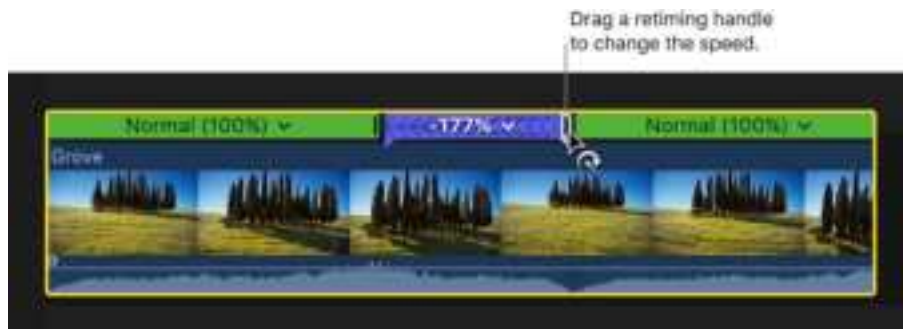 Drag a retiming handle
to change the speed.
Normal (100%)
-177%
Normal (100%)
Grove